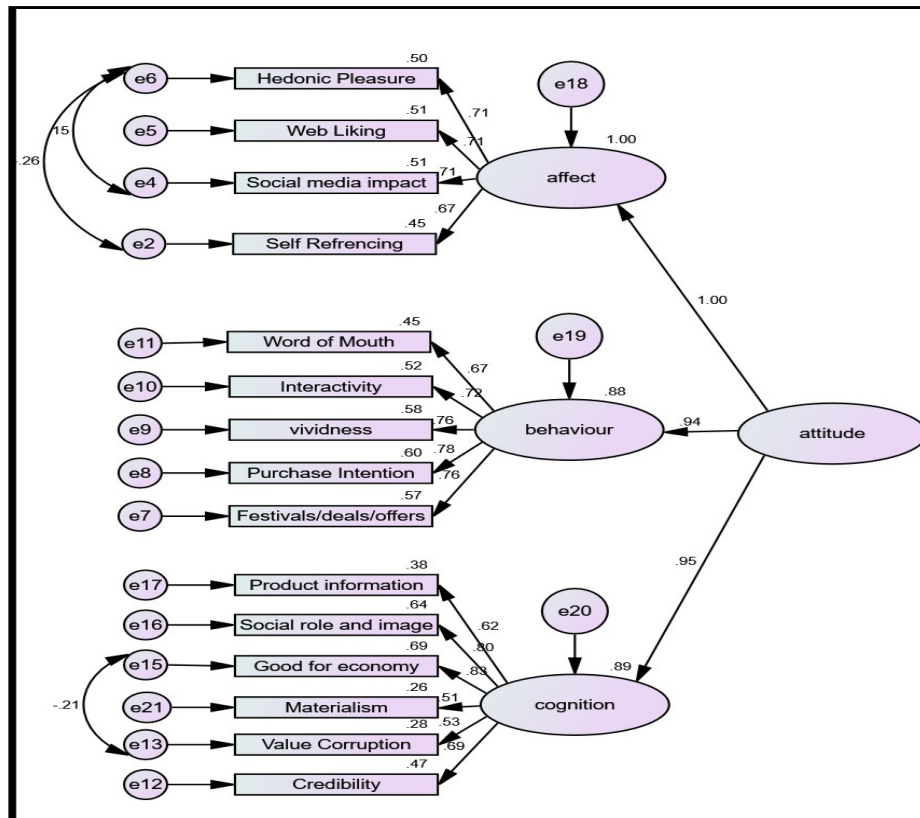 .50
e6
Hedonic Pleasure
e18
.71
.51
e5
Web Liking
.71
1.00
.15
-.26
.51
e4
Social media impact
.71
affect
.67
.45
e2
Self Refrencing
1.00
.45
e11
Word of Mouth
e19
.67
.52
e10
Interactivity
.72
.88
.58
e9
vividness
.76
behaviour
.94
attitude
.60
.78
e8
Purchase Intention
.76
.57
e7
Festivals/deals/offers
.95
.38
e17
Product information
e20
.64
.62
e16
Social role and image
.80
.69
e15
Good for economy
.83
.89
.26
-.21
e21
Materialism
.51
cognition
.28
.53
e13
Value Corruption
.69
.47
e12
Credibility